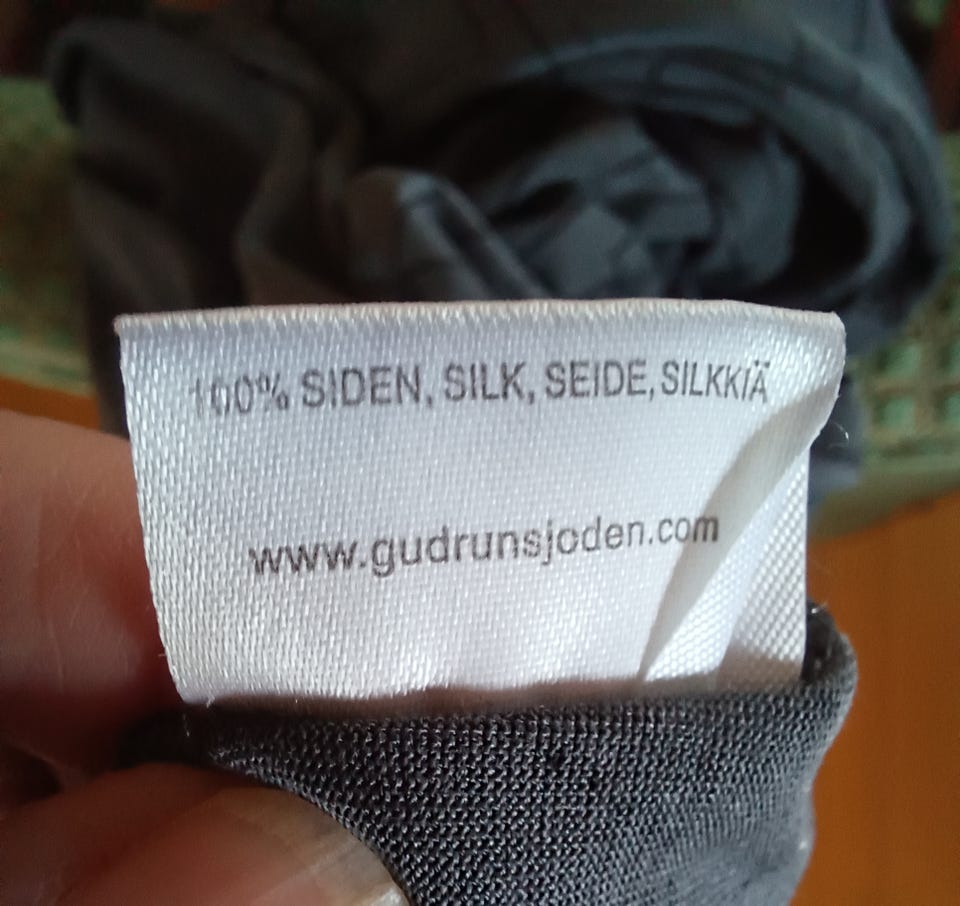 100% SIDEN, SILK, SEIDE, SILKKIÄ
www.gudrunsjoden.com